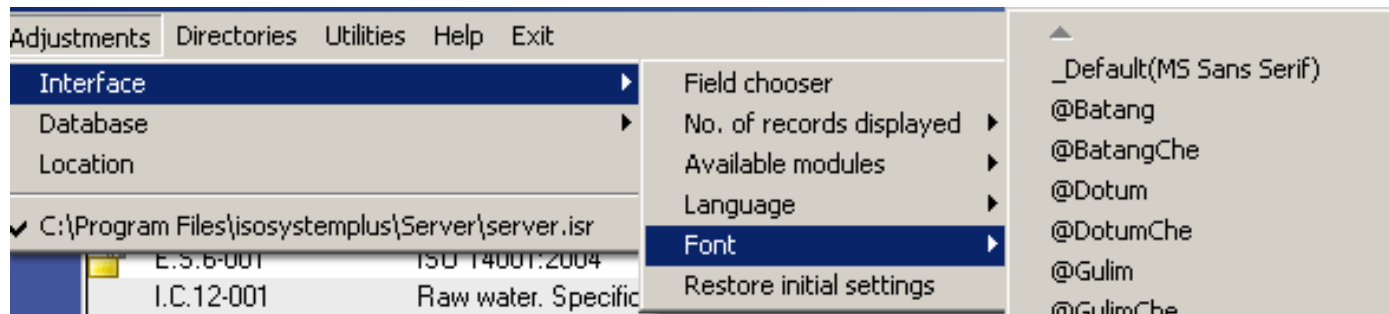 Adjustments Directories Utilities Help Exit
Interface
Database
Location
C:\Program Files\isosystemplus\Server\server.isr
E.S.6-001 ISO 14001:2004
I.C.12-001 Raw water. Specific
Field chooser
No. of records displayed
Available modules
Language
Font
Restore initial settings
_Default(MS Sans Serif)
@Batang
@BatangChe
@Dotum
@DotumChe
@Gulim
@GulimChe